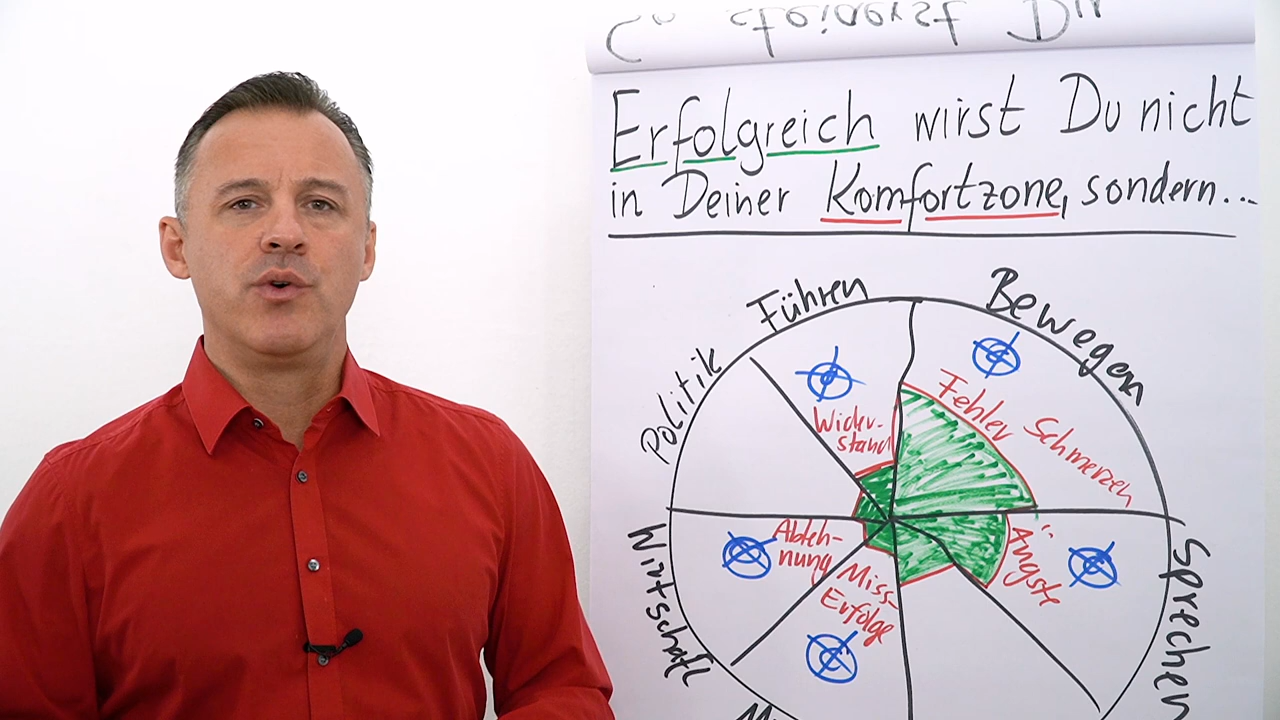 Erfolgreich wirst Du nicht
in Deiner Komfortzone, sondern...
Führen
Bewegen
Politik
Wider-
stand
Fehler
Schmerzen
Wirtschaft
Ableh-
nung
Miss-
Erfolge
Ängste
Sprechen